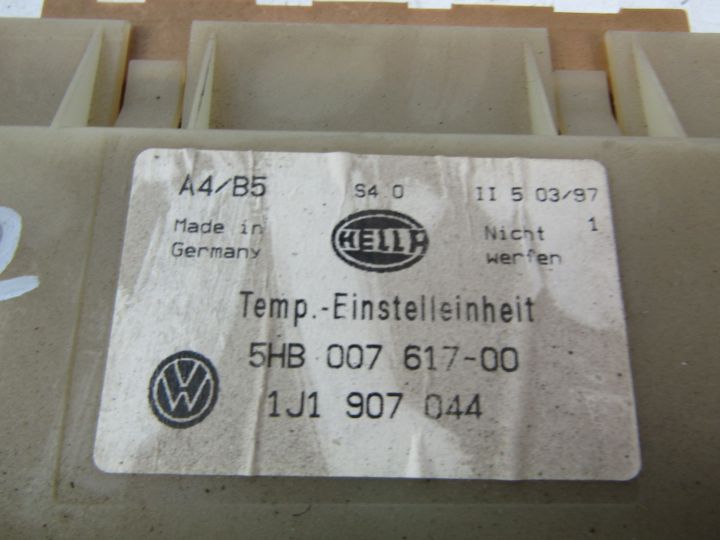 A4/B5 S4 0 II 5 03/97
Made in Germany
HELLA
Nicht werfen 1
Temp.-Einstelleinheit
5HB 007 617-00
VW
1J1 907 044